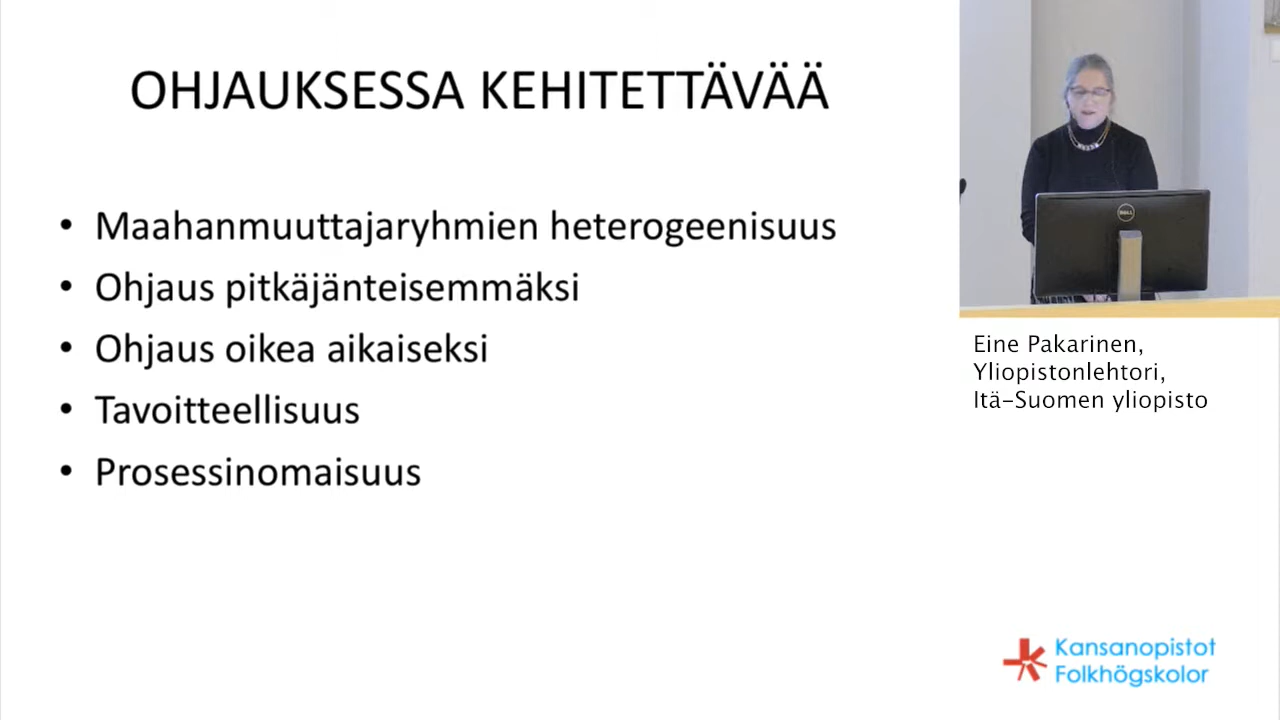 OHJAUKSESSA KEHITETTÄVÄÄ
• Maahanmuuttajaryhmien heterogeenisuus
• Ohjaus pitkäjänteisemmäksi
• Ohjaus oikea aikaiseksi
• Tavoitteellisuus
• Prosessinomaisuus
DELL
Eine Pakarinen,
Yliopistonlehtori,
Itä-Suomen yliopisto
Kansanopistot
Folkhögskolor